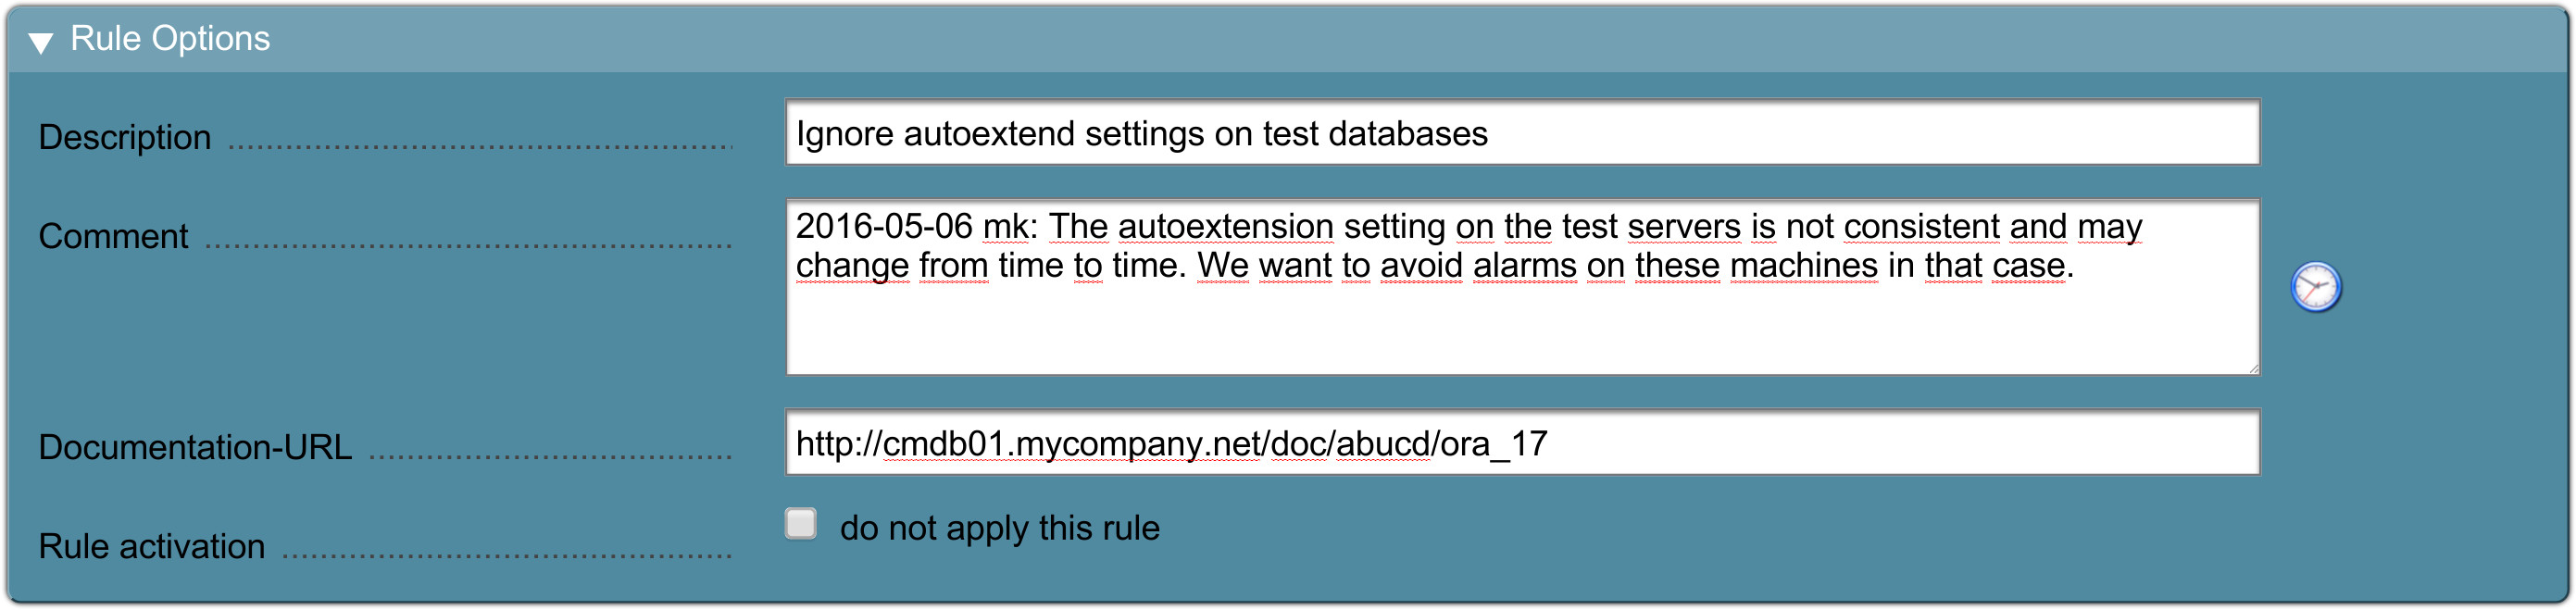 Rule Options
Description
Ignore autoextend settings on test databases
Comment
2016-05-06 mk: The autoextension setting on the test servers is not consistent and may
change from time to time. We want to avoid alarms on these machines in that case.
Documentation-URL
http://cmdb01.mycompany.net/doc/abucd/ora_17
Rule activation
do not apply this rule